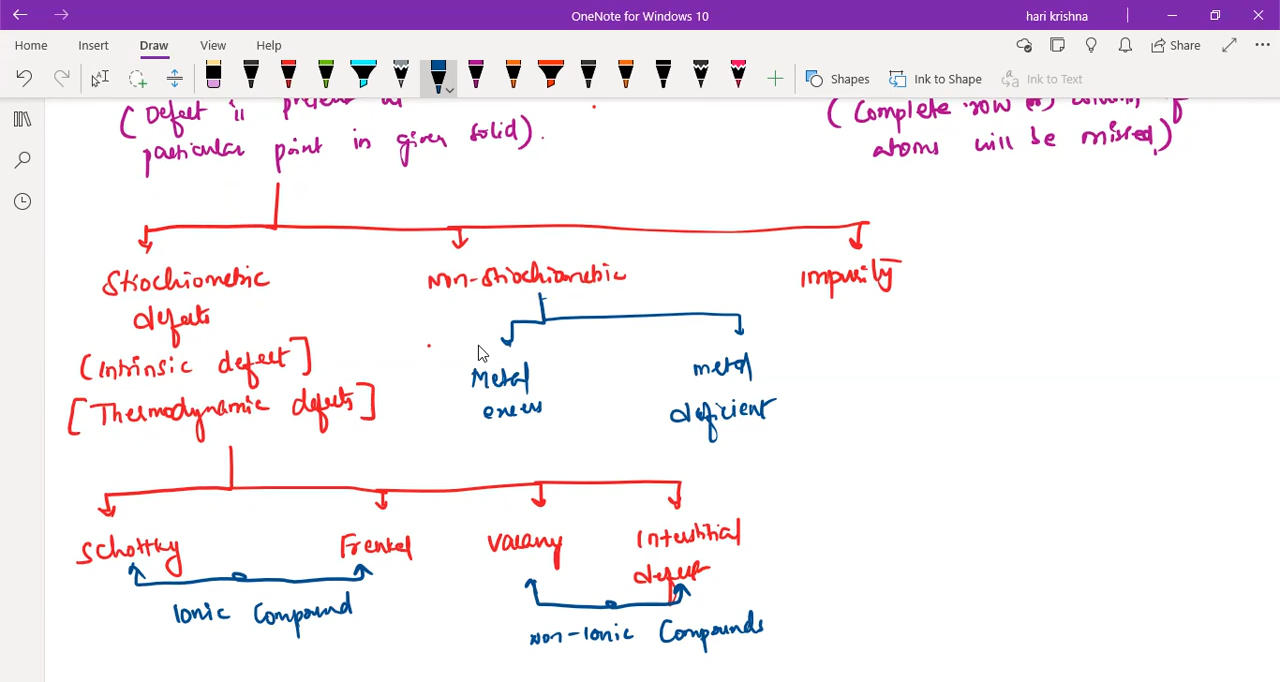 OneNote for Windows 10
hari krishna
Home Insert Draw View Help
Share
Shapes
Ink to Shape
Ink to Text
(Defect is present at
particular point in given solid).
(Complete row (or) column of
atoms will be missed)
Stiochiometric
defects
[Intrinsic defect]
[Thermodynamic defects]
Non-stiochiometric
impurity
Metal
excess
metal
deficient
Schottky
Frenkel
Vacany
Interstitial
defect
Ionic Compound
Non-Ionic Compounds